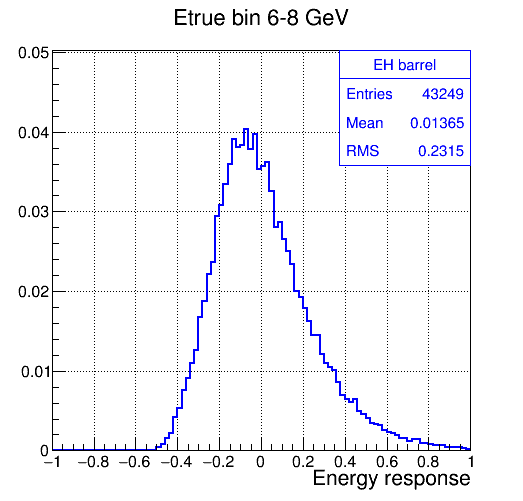 Etrue bin 6-8 GeV
EH barrel
Entries 43249
Mean 0.01365
RMS 0.2315
0.05
0.04
0.03
0.02
0.01
0
−1 −0.8 −0.6 −0.4 −0.2 0 0.2 0.4 0.6 0.8 1
Energy response